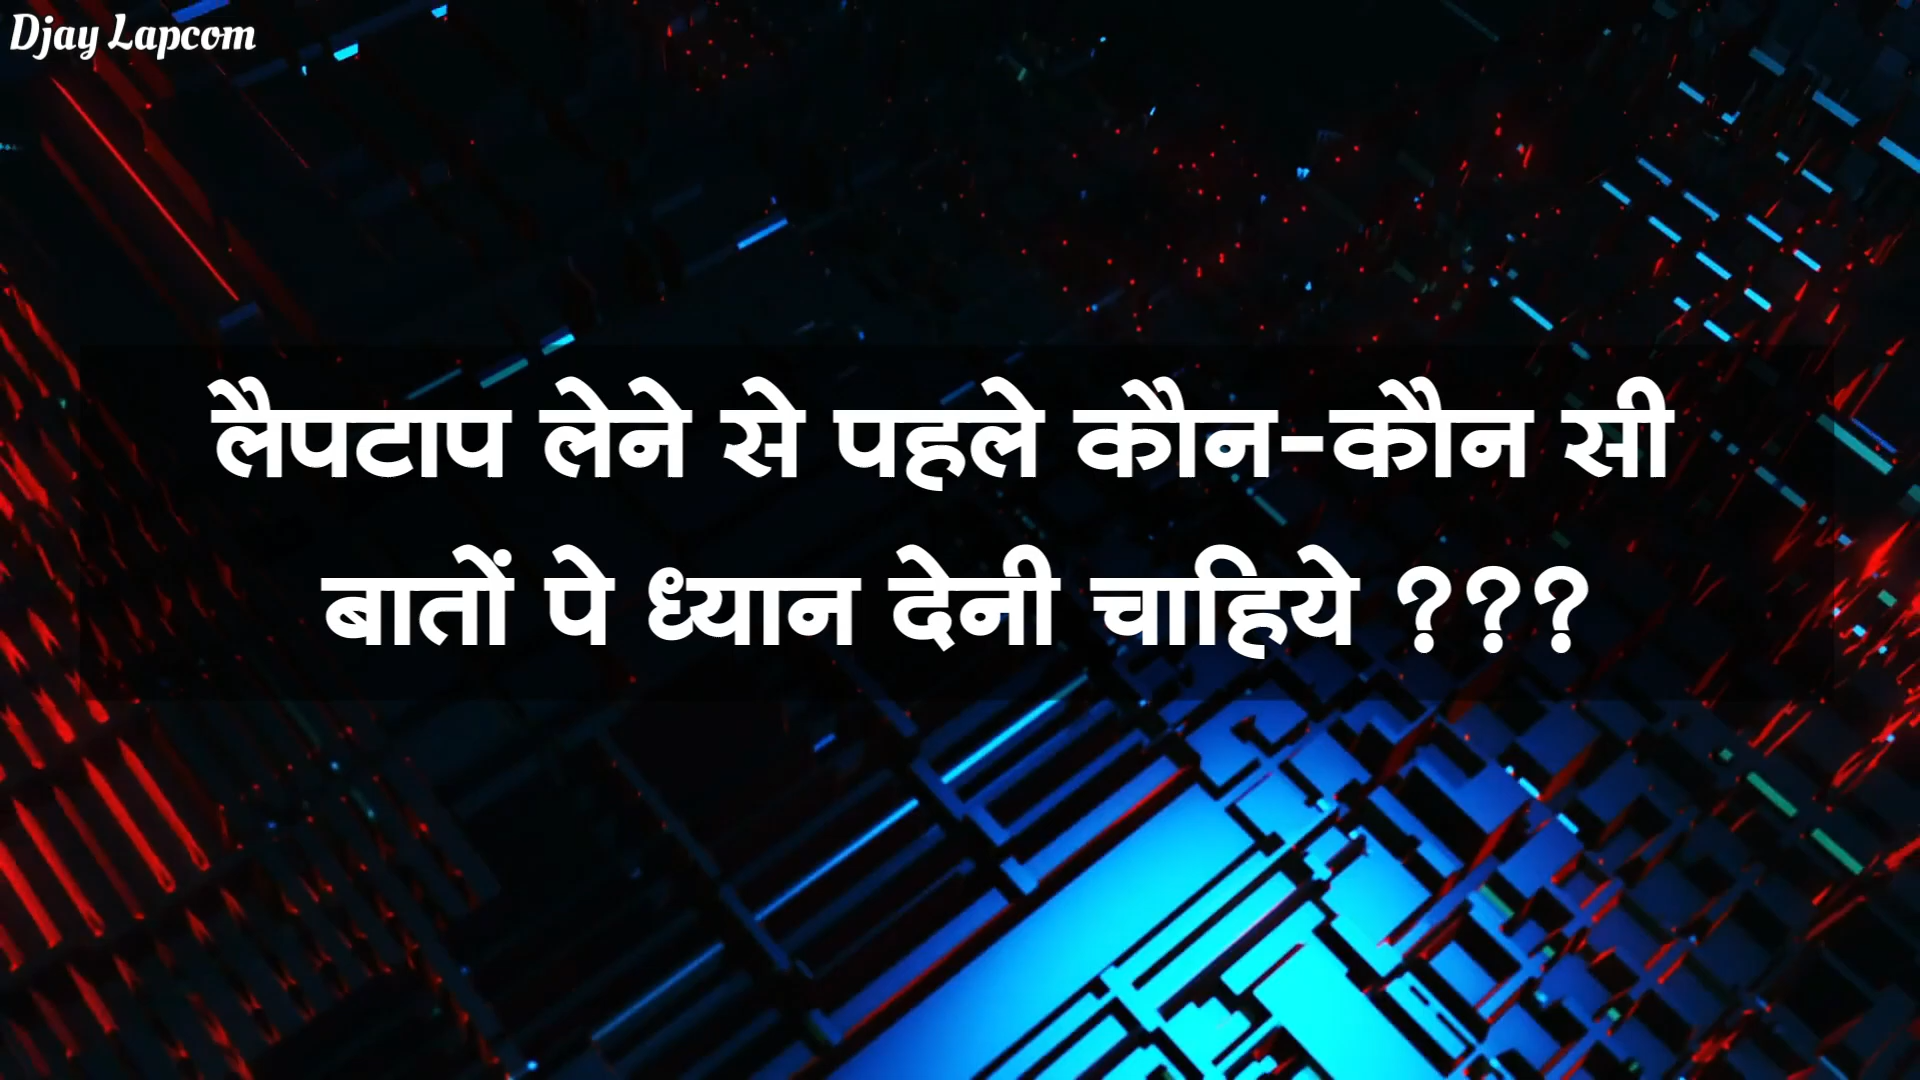 Djay Lapcom
लैपटाप लेने से पहले कौन-कौन सी
बातों पे ध्यान देनी चाहिये ???